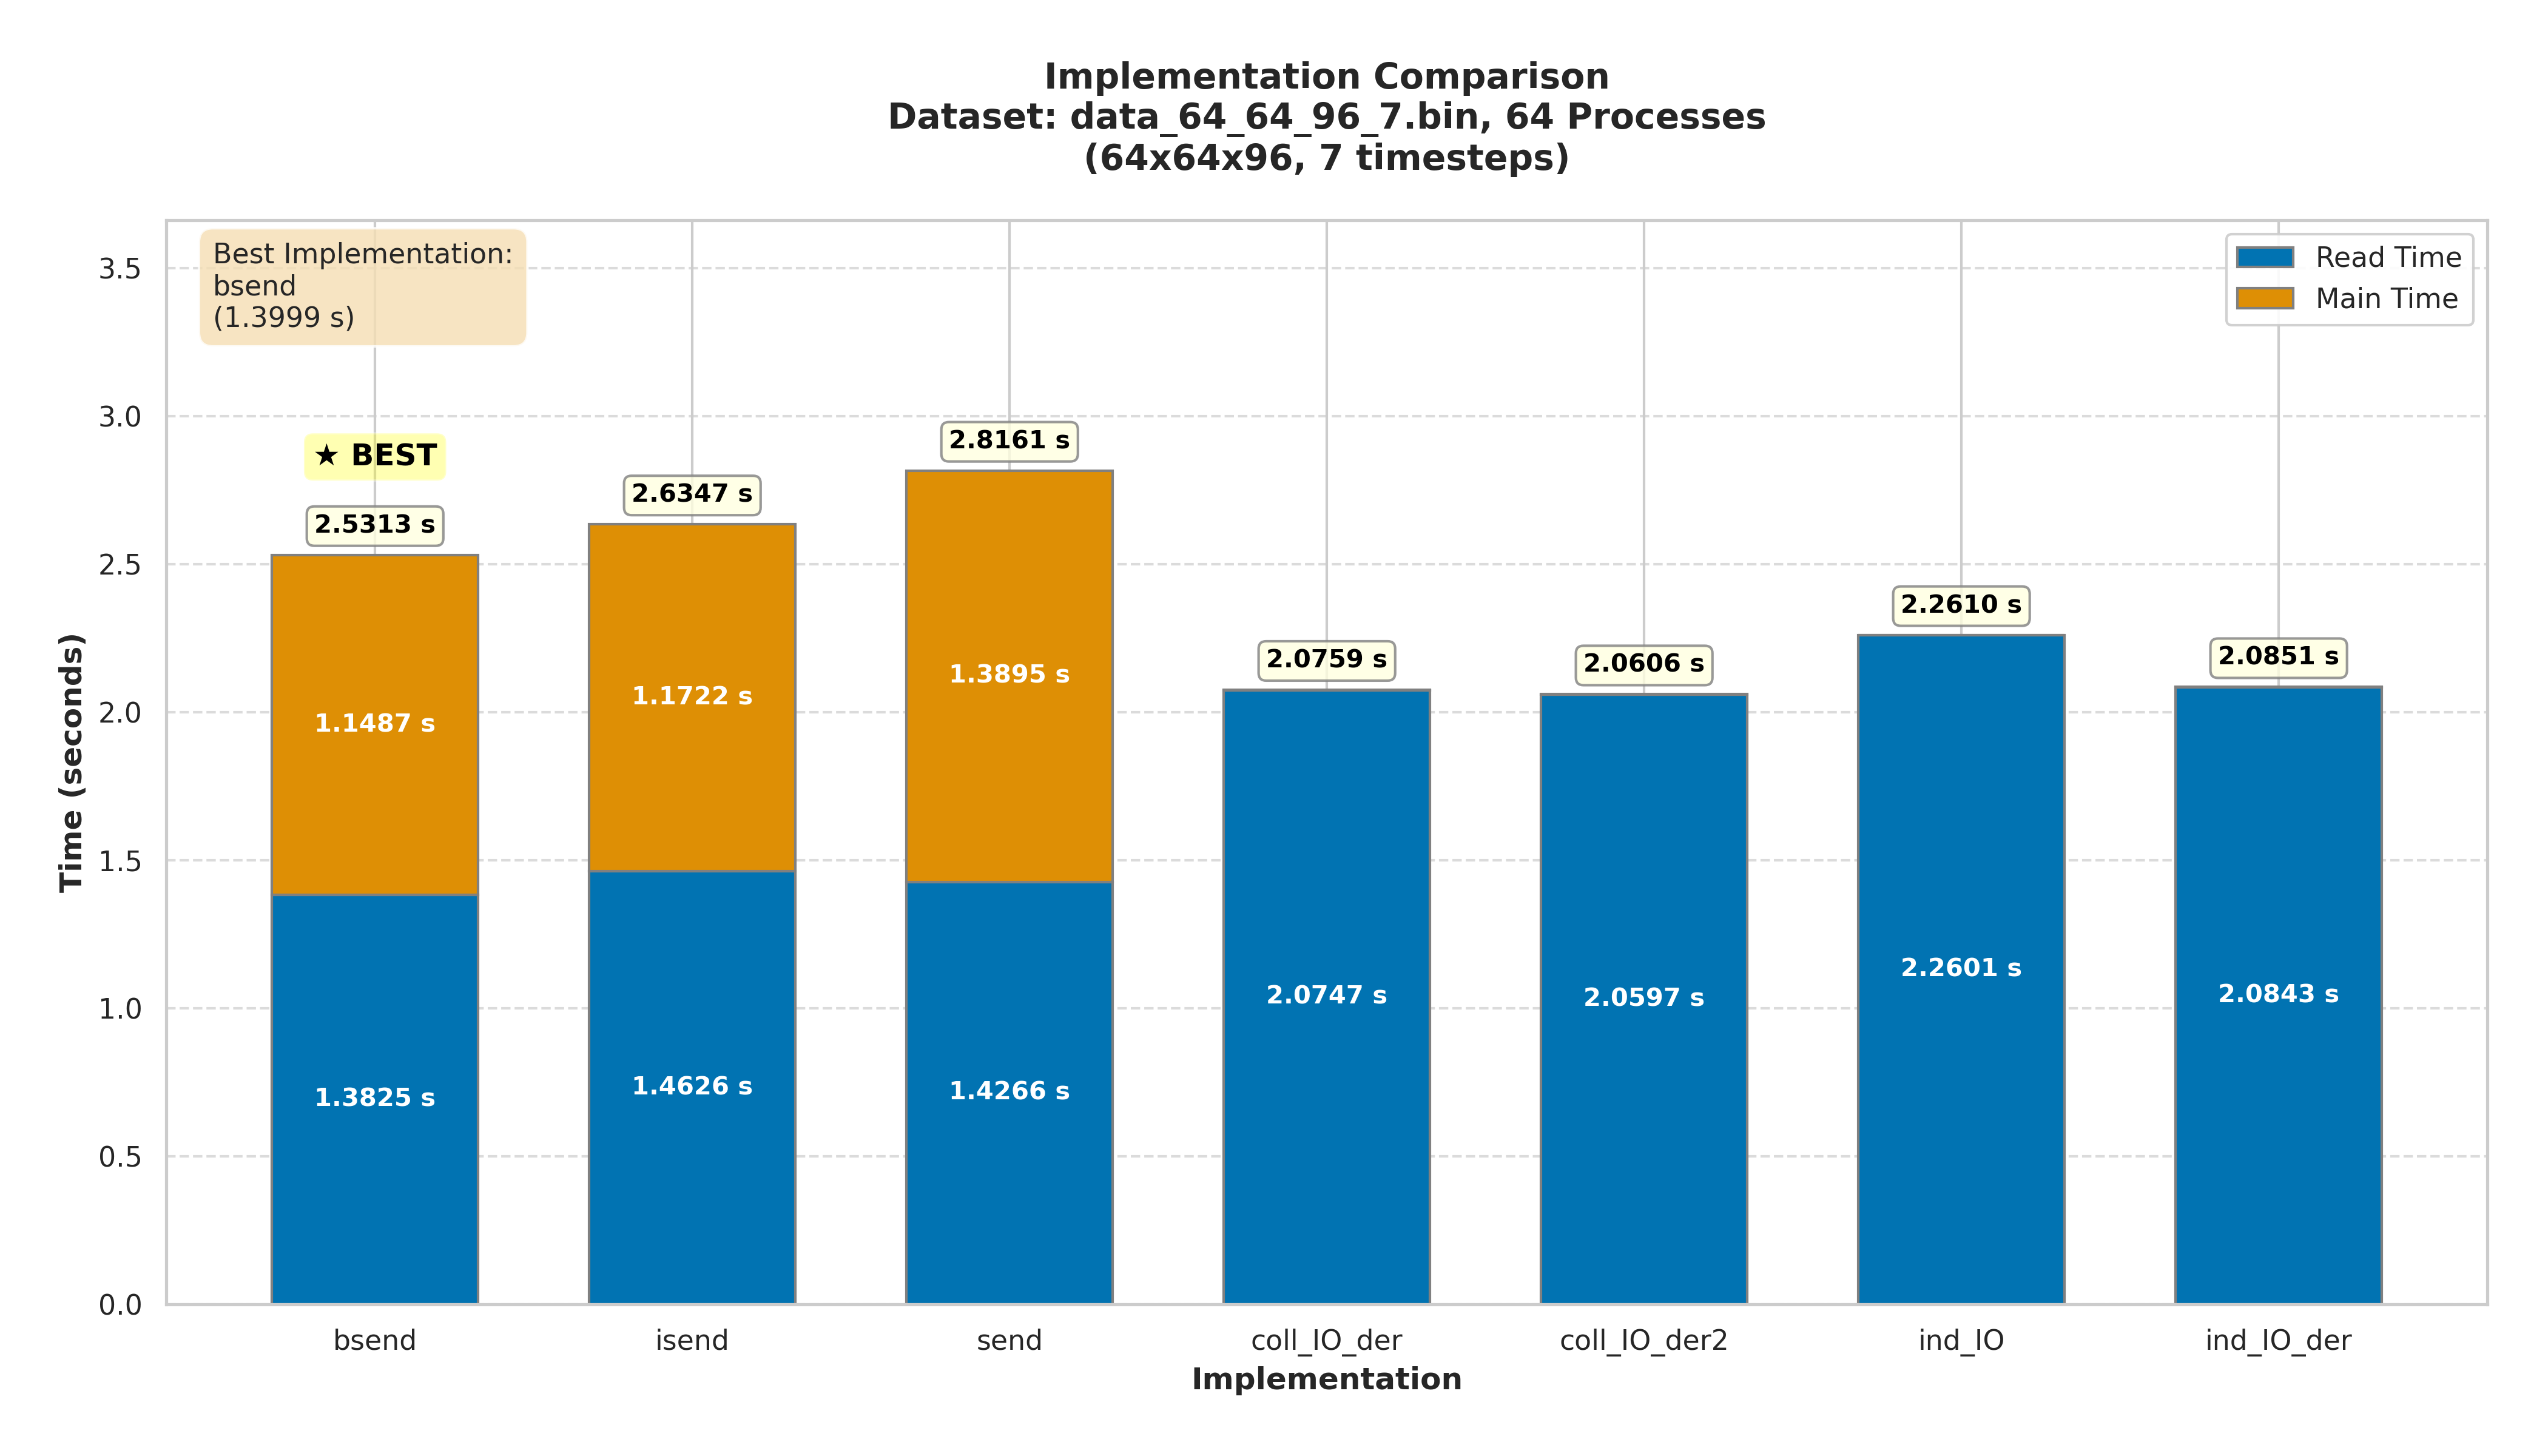 Implementation Comparison
Dataset: data_64_64_96_7.bin, 64 Processes
(64x64x96, 7 timesteps)
Best Implementation:
bsend
(1.3999 s)
Read Time
Main Time
★ BEST
2.5313 s
2.6347 s
2.8161 s
2.0759 s
2.0606 s
2.2610 s
2.0851 s
1.1487 s
1.1722 s
1.3895 s
1.3825 s
1.4626 s
1.4266 s
2.0747 s
2.0597 s
2.2601 s
2.0843 s
Time (seconds)
3.5
3.0
2.5
2.0
1.5
1.0
0.5
0.0
bsend
isend
send
coll_IO_der
coll_IO_der2
ind_IO
ind_IO_der
Implementation